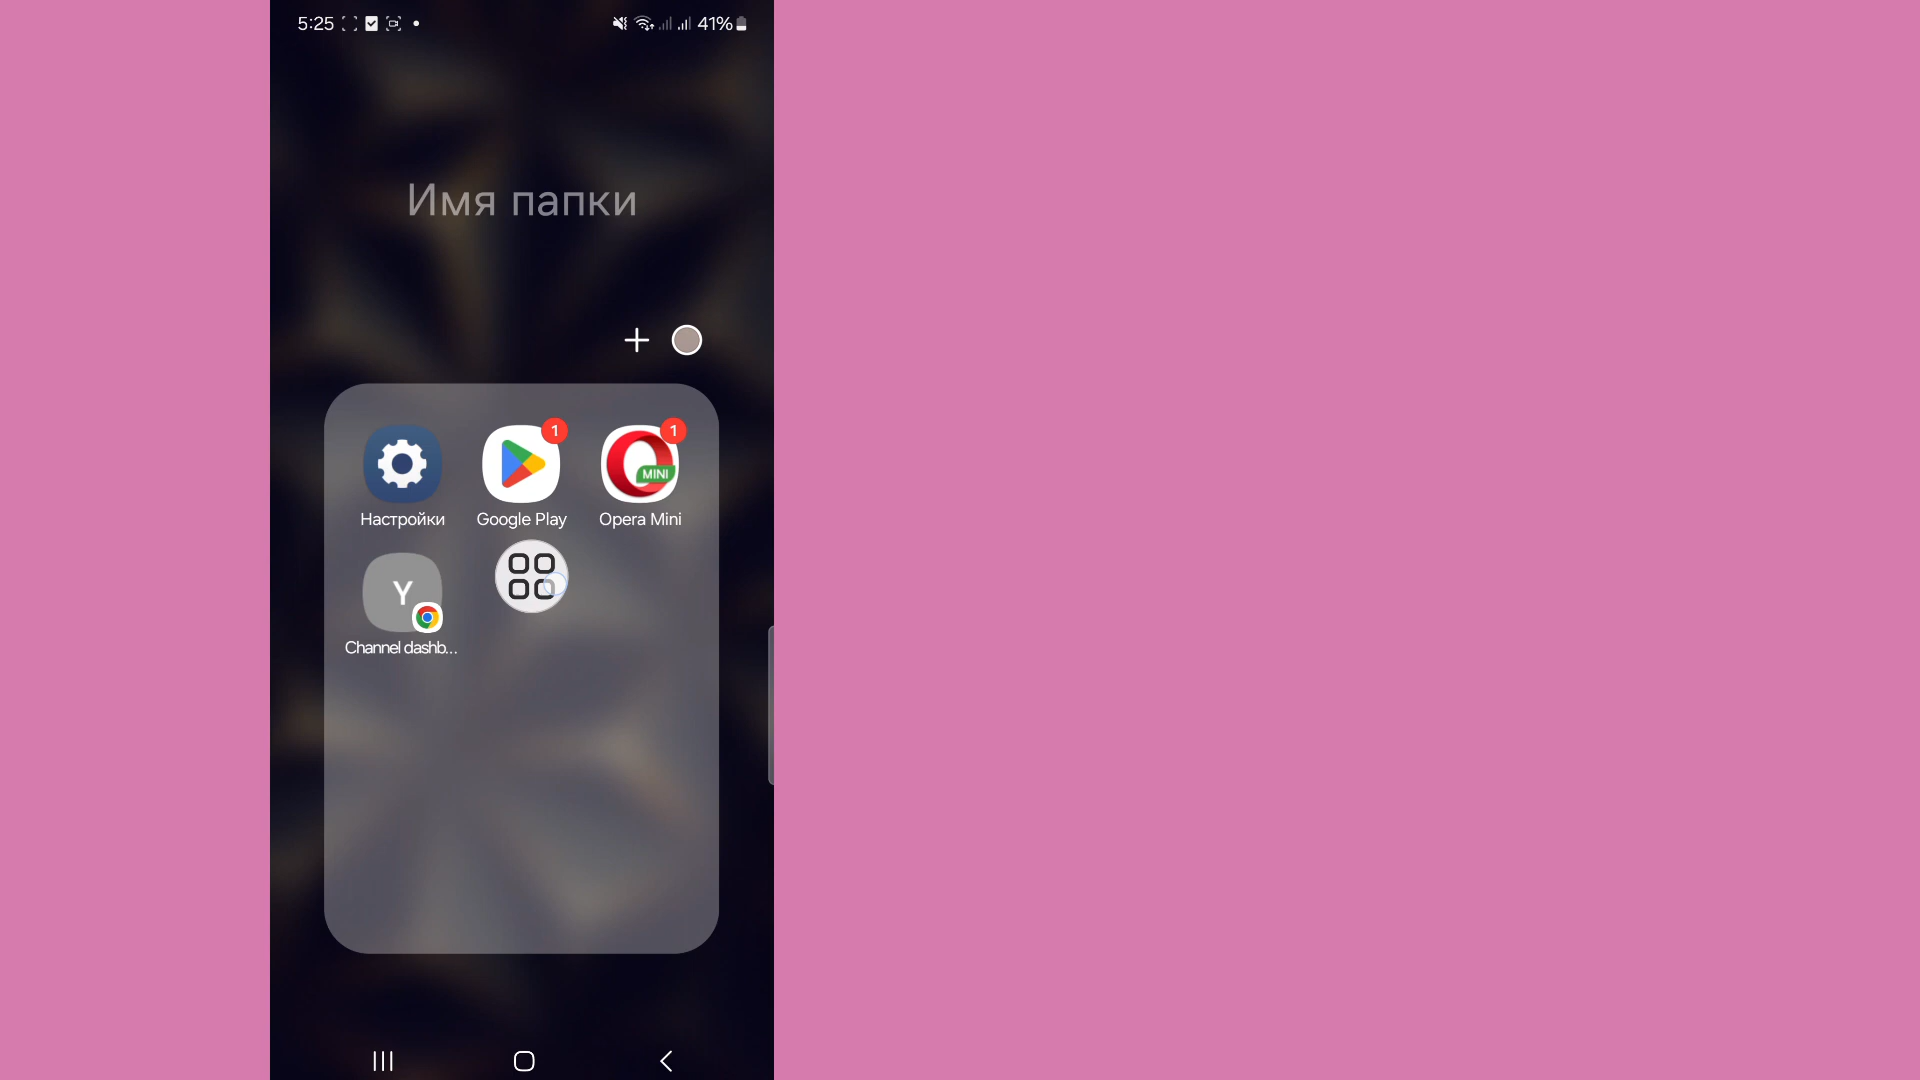 5:25
41%
Имя папки
1
1
MINI
Настройки
Google Play
Opera Mini
Y
Channel dashb...